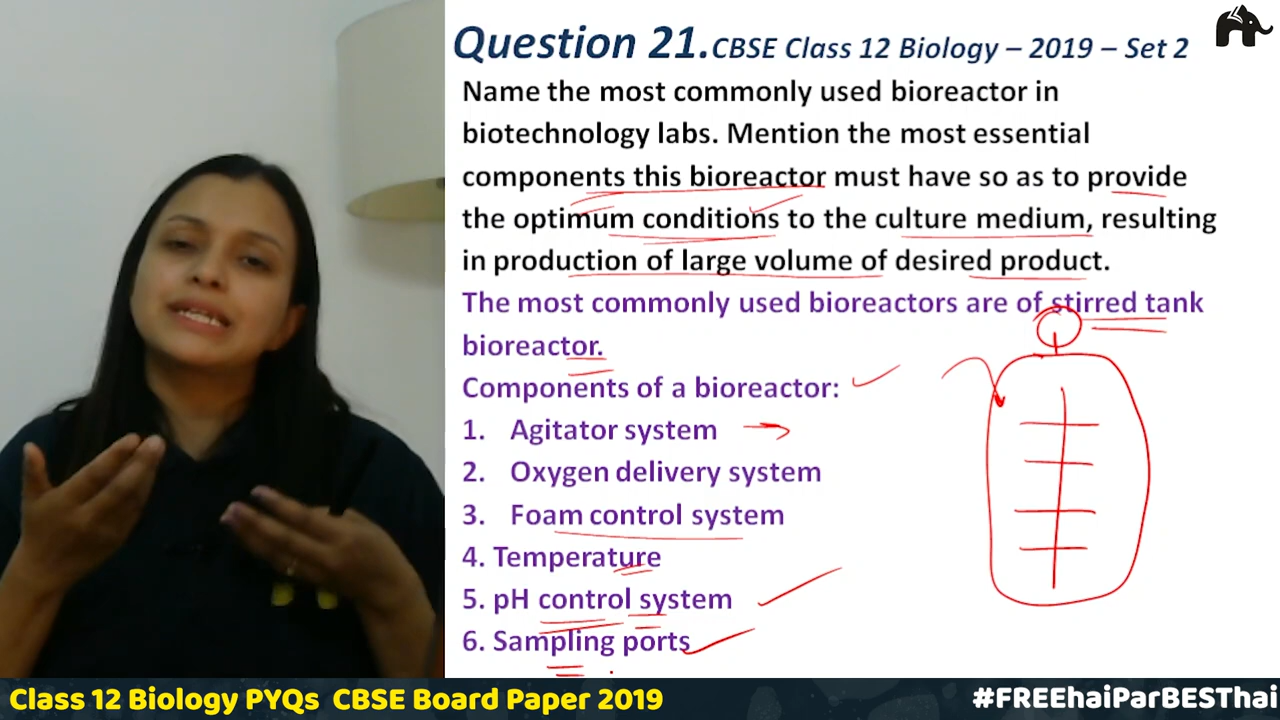 Question 21.CBSE Class 12 Biology – 2019 – Set 2
Name the most commonly used bioreactor in
biotechnology labs. Mention the most essential
components this bioreactor must have so as to provide
the optimum conditions to the culture medium, resulting
in production of large volume of desired product.
The most commonly used bioreactors are of stirred tank
bioreactor.
Components of a bioreactor:
1. Agitator system
2. Oxygen delivery system
3. Foam control system
4. Temperature
5. pH control system
6. Sampling ports
Class 12 Biology PYQs CBSE Board Paper 2019
#FREEhaiParBESThai